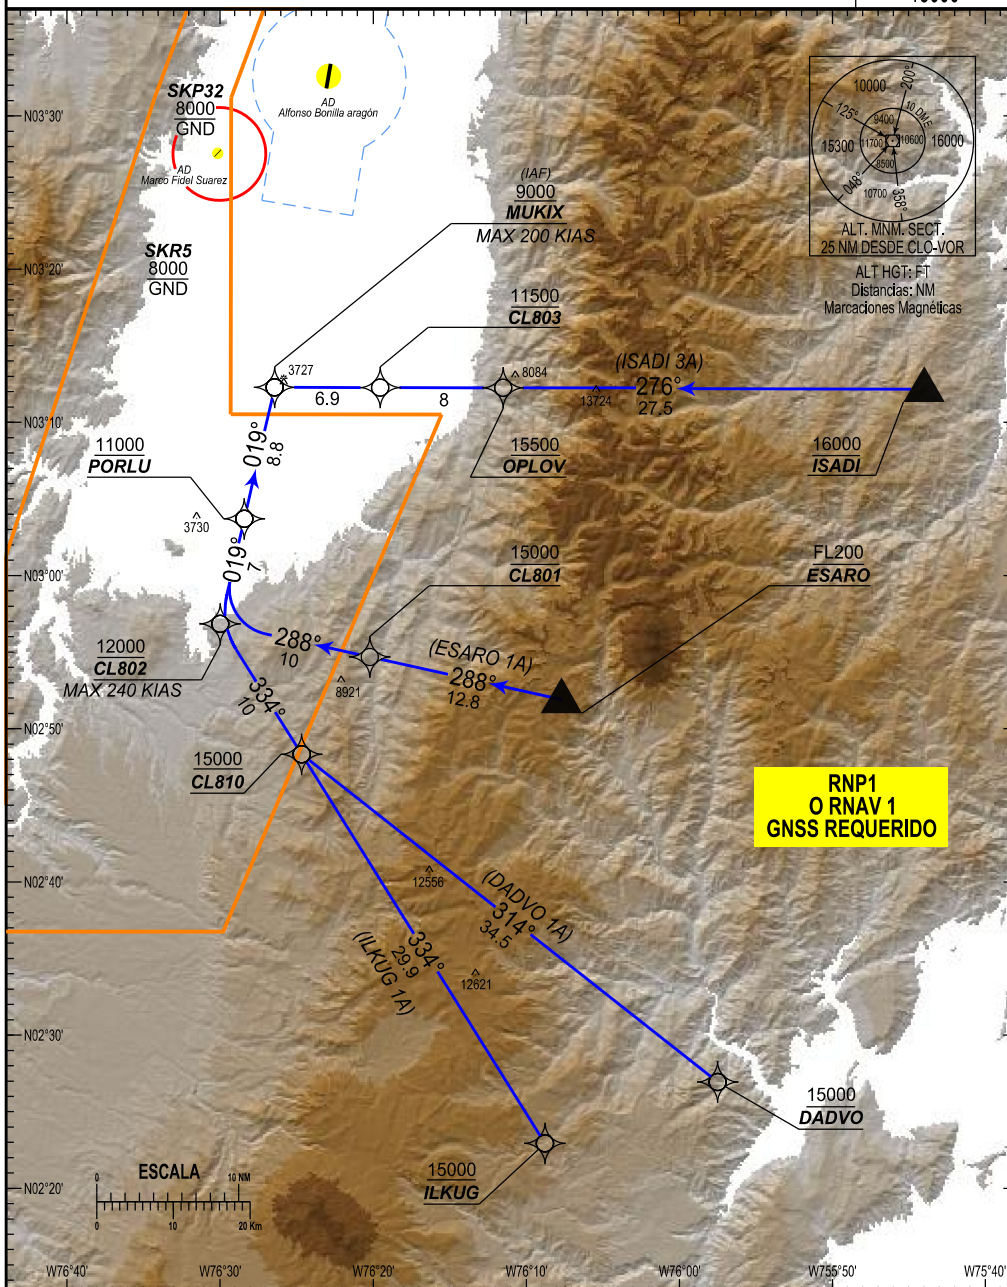 N03°30'
N03°20'
N03°10'
N03°00'
N02°50'
N02°40'
N02°30'
N02°20'
SKP32
8000
GND
AD
Marco Fidel Suarez
AD
Alfonso Bonilla aragón
SKR5
8000
GND
(IAF)
9000
MUKIX
MAX 200 KIAS
11500
CL803
10000
200°
125°
10 DME
9400
15300
11700
10600
16000
8500
048°
10700
358°
ALT. MNM. SECT.
25 NM DESDE CLO-VOR
ALT HGT: FT
Distancias: NM
Marcaciones Magnéticas
3727
6.9
8
8084
(ISADI 3A)
276°
27.5
13724
15500
OPLOV
16000
ISADI
11000
PORLU
019°
8.8
3730
019°
7
15000
CL801
FL200
ESARO
12000
CL802
MAX 240 KIAS
288°
10
8921
(ESARO 1A)
288°
12.8
334°
10
15000
CL810
RNP1
O RNAV 1
GNSS REQUERIDO
12556
(DADVO 1A)
314°
34.5
334°
29.9
(ILKUG 1A)
12621
15000
DADVO
15000
ILKUG
ESCALA
0
10 NM
0
10
20 Km
W76°40'
W76°30'
W76°20'
W76°10'
W76°00'
W75°50'
W75°40'